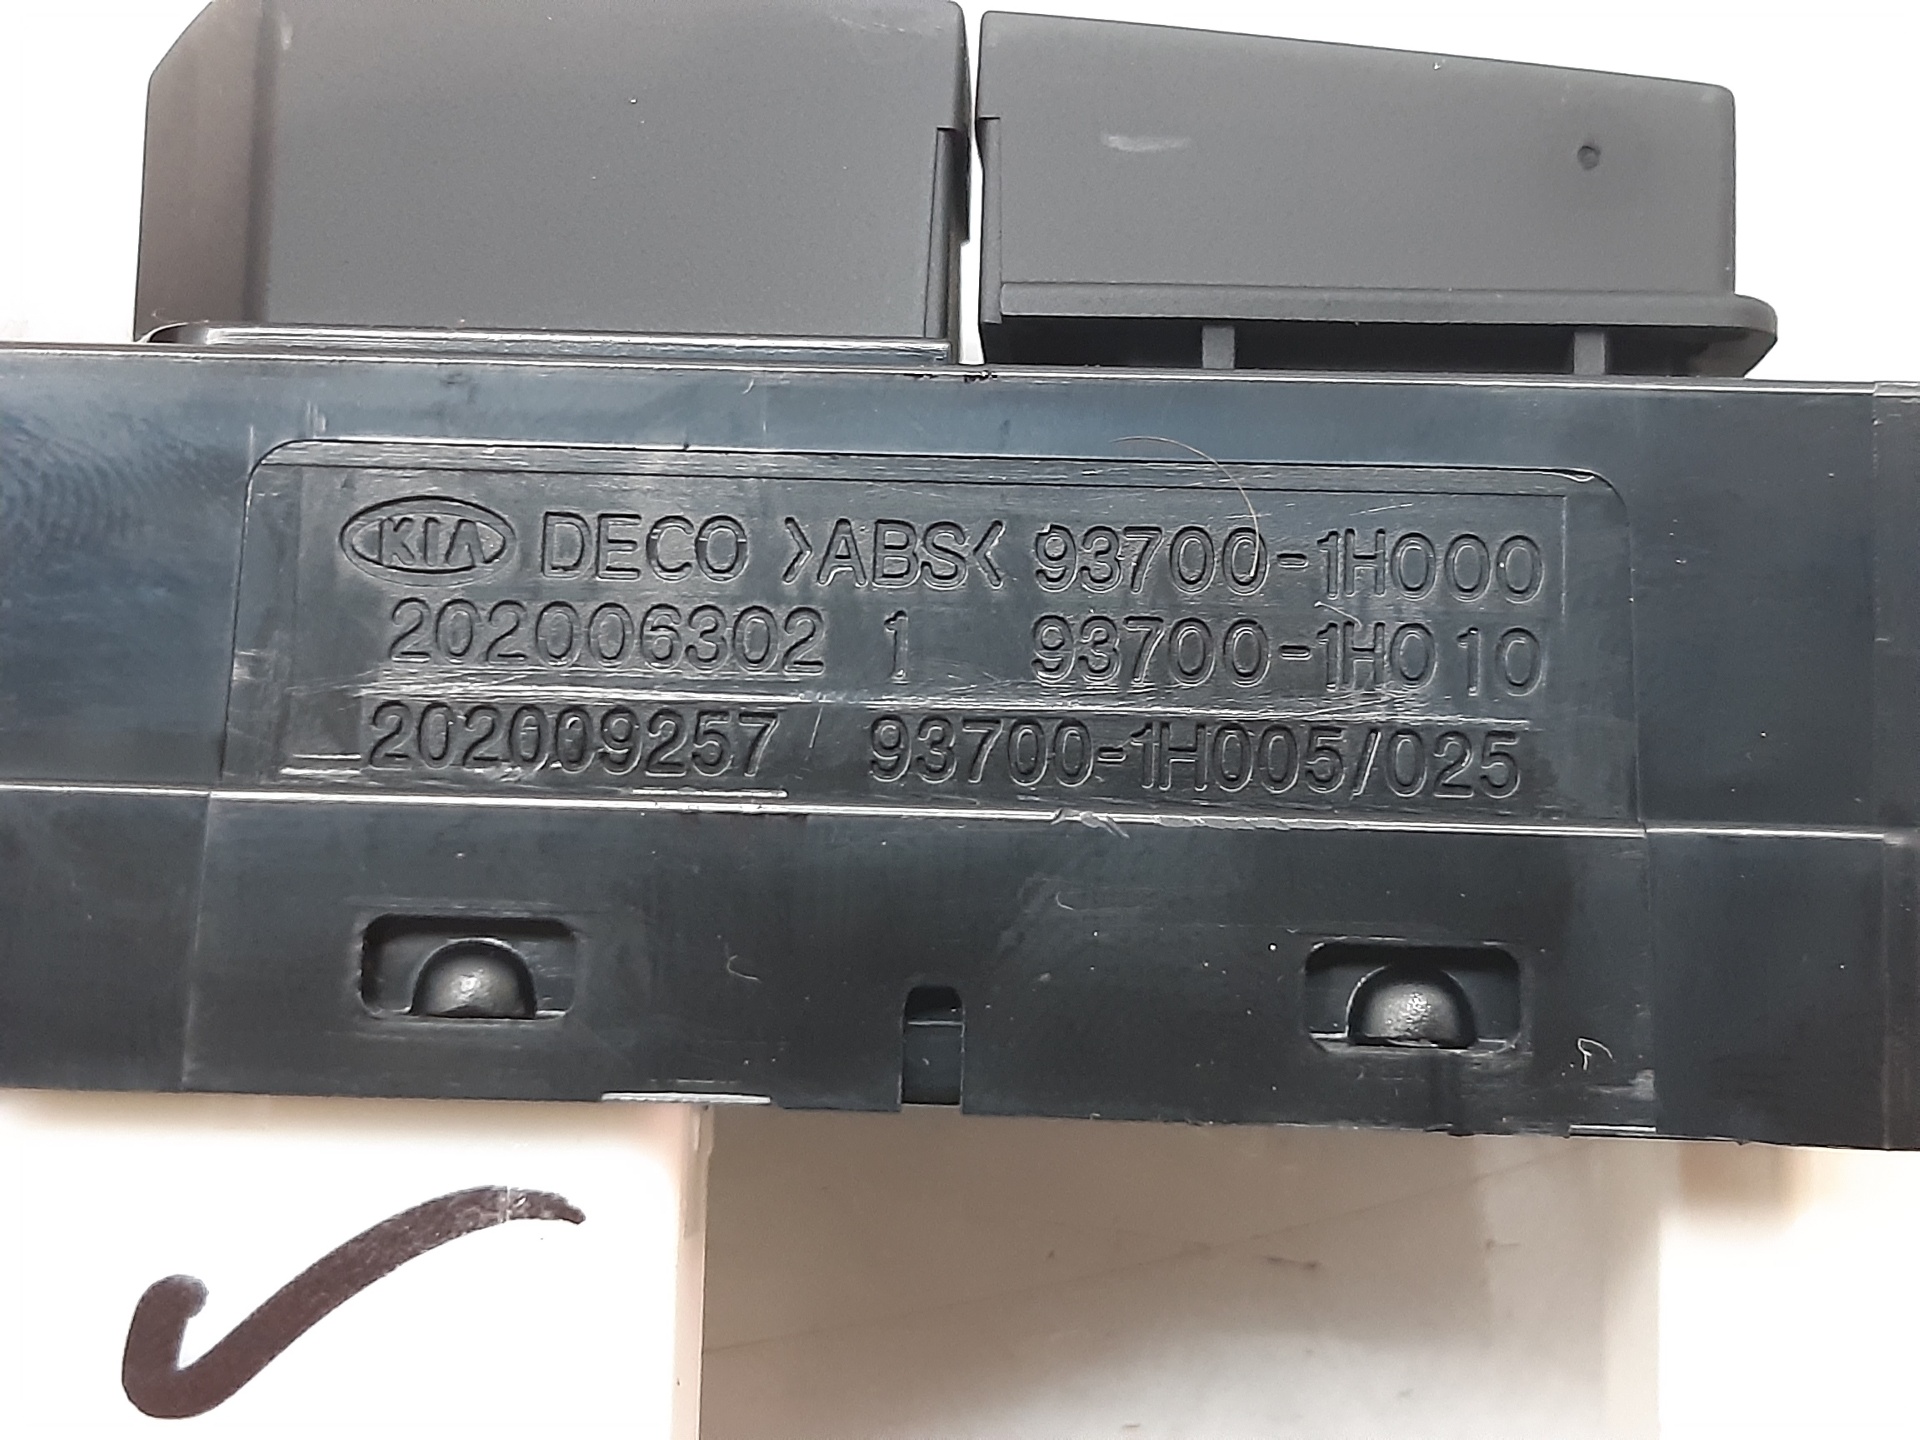 KIA DECO >ABS< 93700-1H000
202006302 1 93700-1H010
202009257 93700-1H005/025